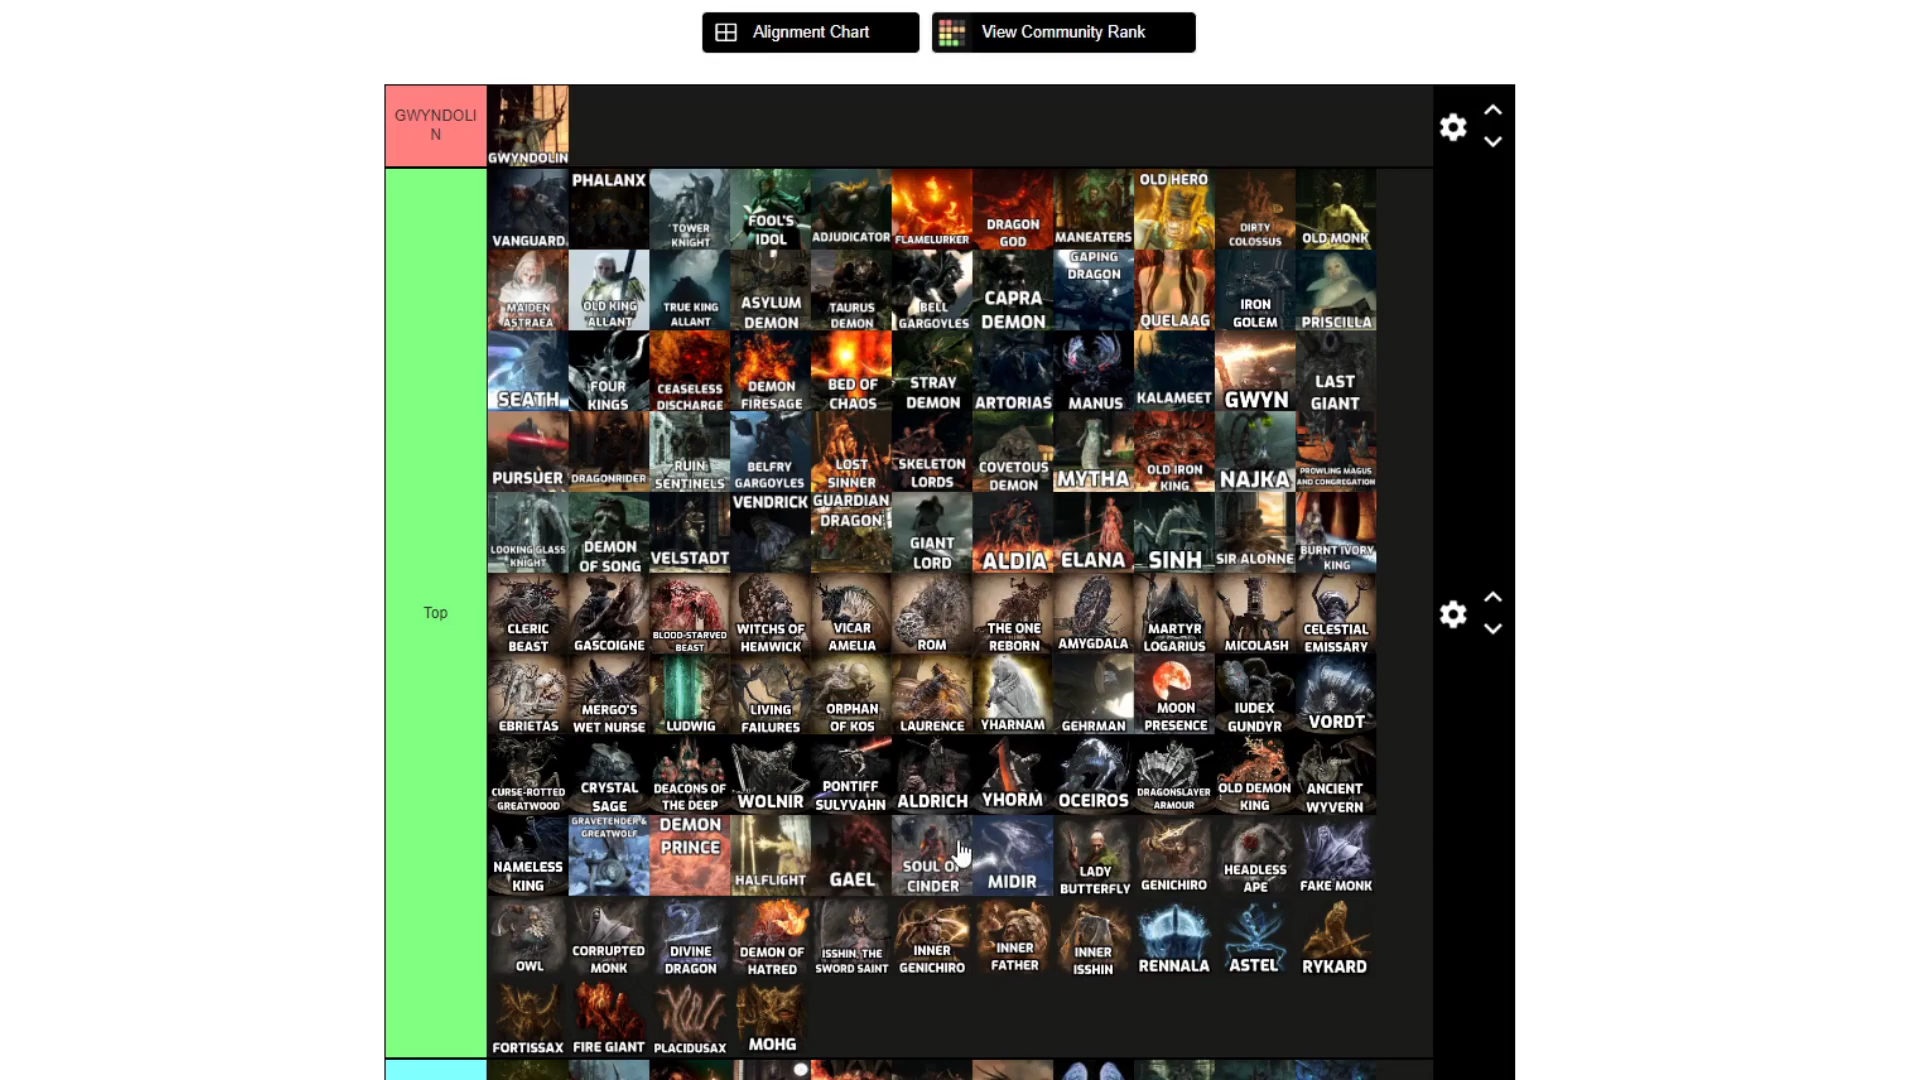 Alignment Chart
View Community Rank
GWYNDOLI
N
GWYNDOLIN
Top
VANGUARD
PHALANX
TOWER
KNIGHT
FOOL'S
IDOL
ADJUDICATOR
FLAMELURKER
DRAGON
GOD
MANEATERS
OLD HERO
DIRTY
COLOSSUS
OLD MONK
MAIDEN
ASTRAEA
OLD KING
ALLANT
TRUE KING
ALLANT
ASYLUM
DEMON
TAURUS
DEMON
BELL
GARGOYLES
CAPRA
DEMON
GAPING
DRAGON
QUELAAG
IRON
GOLEM
PRISCILLA
SEATH
FOUR
KINGS
CEASELESS
DISCHARGE
DEMON
FIRESAGE
BED OF
CHAOS
STRAY
DEMON
ARTORIAS
MANUS
KALAMEET
GWYN
LAST
GIANT
PURSUER
DRAGONRIDER
RUIN
SENTINELS
BELFRY
GARGOYLES
LOST
SINNER
SKELETON
LORDS
COVETOUS
DEMON
MYTHA
OLD IRON
KING
NAJKA
PROWLING MAGUS
AND CONGREGATION
LOOKING GLASS
KNIGHT
DEMON
OF SONG
VELSTADT
VENDRICK
GUARDIAN
DRAGON
GIANT
LORD
ALDIA
ELANA
SINH
SIR ALONNE
BURNT IVORY
KING
CLERIC
BEAST
GASCOIGNE
BLOOD-STARVED
BEAST
WITCHS OF
HEMWICK
VICAR
AMELIA
ROM
THE ONE
REBORN
AMYGDALA
MARTYR
LOGARIUS
MICOLASH
CELESTIAL
EMISSARY
EBRIETAS
MERGO'S
WET NURSE
LUDWIG
LIVING
FAILURES
ORPHAN
OF KOS
LAURENCE
YHARNAM
GEHRMAN
MOON
PRESENCE
IUDEX
GUNDYR
VORDT
CURSE-ROTTED
GREATWOOD
CRYSTAL
SAGE
DEACONS OF
THE DEEP
WOLNIR
PONTIFF
SULYVAHN
ALDRICH
YHORM
OCEIROS
DRAGONSLAYER
ARMOUR
OLD DEMON
KING
ANCIENT
WYVERN
NAMELESS
KING
GRAVETENDER &
GREATWOLF
DEMON
PRINCE
HALFLIGHT
GAEL
SOUL OF
CINDER
MIDIR
LADY
BUTTERFLY
GENICHIRO
HEADLESS
APE
FAKE MONK
OWL
CORRUPTED
MONK
DIVINE
DRAGON
DEMON OF
HATRED
ISSHIN, THE
SWORD SAINT
INNER
GENICHIRO
INNER
FATHER
INNER
ISSHIN
RENNALA
ASTEL
RYKARD
FORTISSAX
FIRE GIANT
PLACIDUSAX
MOHG